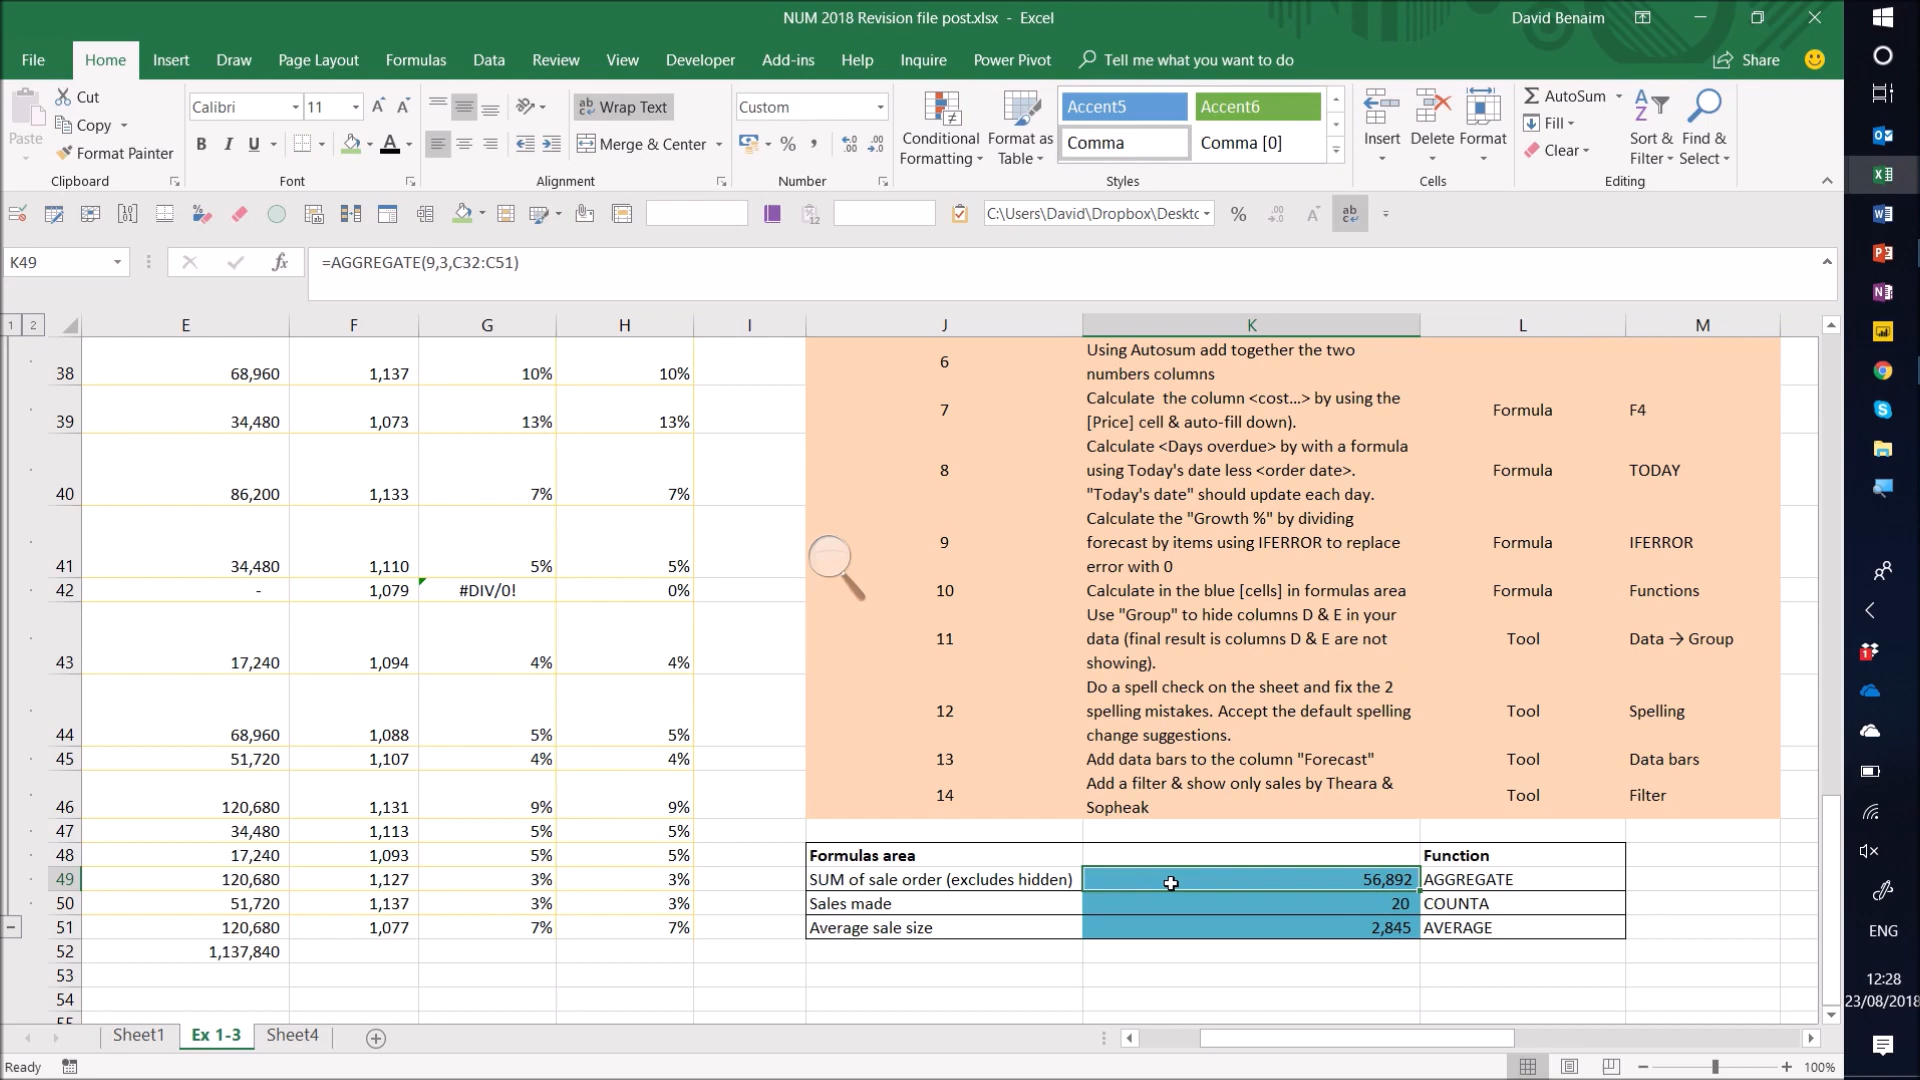 NUM 2018 Revision file post.xlsx - Excel
David Benaim
File Home Insert Draw Page Layout Formulas Data Review View Developer Add-ins Help Inquire Power Pivot Tell me what you want to do
Share
Paste
Cut
Copy
Format Painter
Clipboard
Calibri 11
B I U
Font
Wrap Text
Merge & Center
Alignment
Custom
%
Number
Conditional Formatting
Format as Table
Accent5 Accent6
Comma Comma [0]
Styles
Insert Delete Format
Cells
AutoSum
Fill
Clear
Sort & Filter
Find & Select
Editing
C:\Users\David\Dropbox\Deskto
K49
fx
=AGGREGATE(9,3,C32:C51)
1 2
E F G H I J K L M
38 68,960 1,137 10% 10%
39 34,480 1,073 13% 13%
40 86,200 1,133 7% 7%
41 34,480 1,110 5% 5%
42 - 1,079 #DIV/0! 0%
43 17,240 1,094 4% 4%
44 68,960 1,088 5% 5%
45 51,720 1,107 4% 4%
46 120,680 1,131 9% 9%
47 34,480 1,113 5% 5%
48 17,240 1,093 5% 5%
49 120,680 1,127 3% 3%
50 51,720 1,137 3% 3%
51 120,680 1,077 7% 7%
52 1,137,840
53
54
55
6
Using Autosum add together the two
numbers columns
7
Calculate the column <cost...> by using the
[Price] cell & auto-fill down).
Formula F4
8
Calculate <Days overdue> by with a formula
using Today's date less <order date>.
"Today's date" should update each day.
Formula TODAY
9
Calculate the "Growth %" by dividing
forecast by items using IFERROR to replace
error with 0
Formula IFERROR
10 Calculate in the blue [cells] in formulas area Formula Functions
11
Use "Group" to hide columns D & E in your
data (final result is columns D & E are not
showing).
Tool Data → Group
12
Do a spell check on the sheet and fix the 2
spelling mistakes. Accept the default spelling
change suggestions.
Tool Spelling
13 Add data bars to the column "Forecast" Tool Data bars
14
Add a filter & show only sales by Theara &
Sopheak
Tool Filter
Formulas area Function
SUM of sale order (excludes hidden) 56,892 AGGREGATE
Sales made 20 COUNTA
Average sale size 2,845 AVERAGE
Sheet1 Ex 1-3 Sheet4
Ready
100%
ENG
12:28
23/08/2018